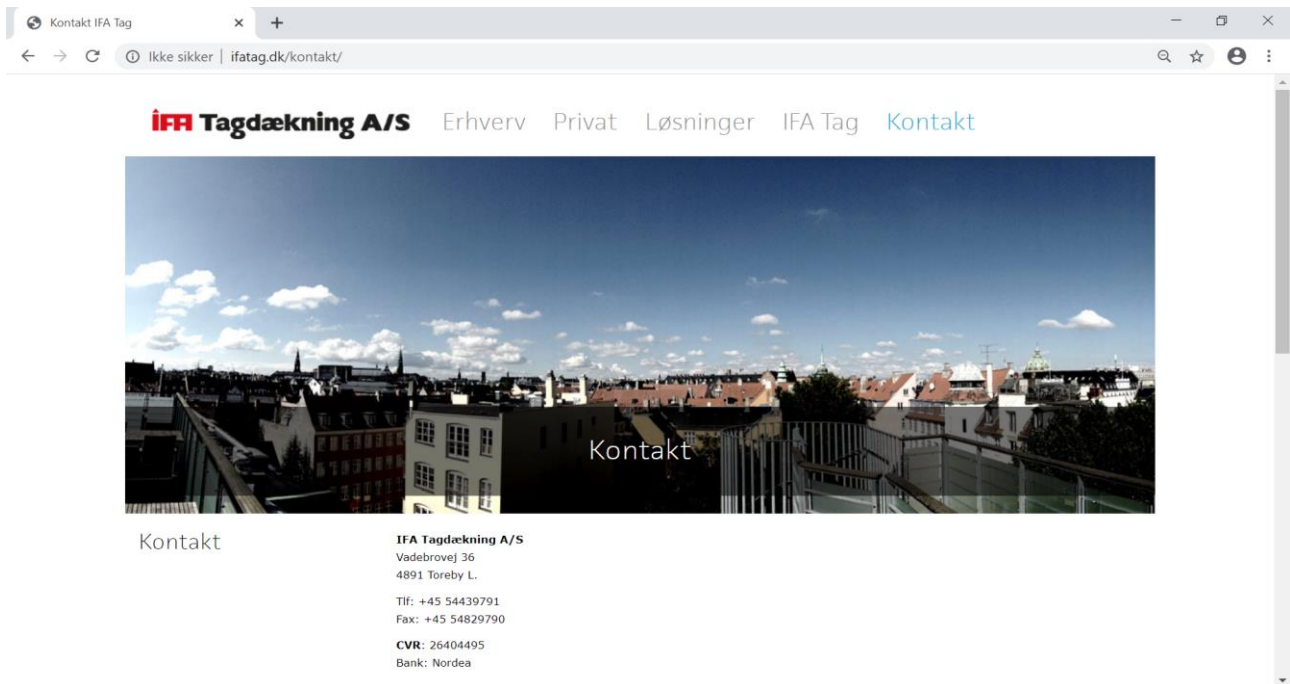 Kontakt IFA Tag
Ikke sikker | ifatag.dk/kontakt/
IFA Tagdækning A/S Erhverv Privat Løsninger IFA Tag Kontakt
Kontakt
Kontakt
IFA Tagdækning A/S
Vadebrovej 36
4891 Toreby L.
Tlf: +45 54439791
Fax: +45 54829790
CVR: 26404495
Bank: Nordea